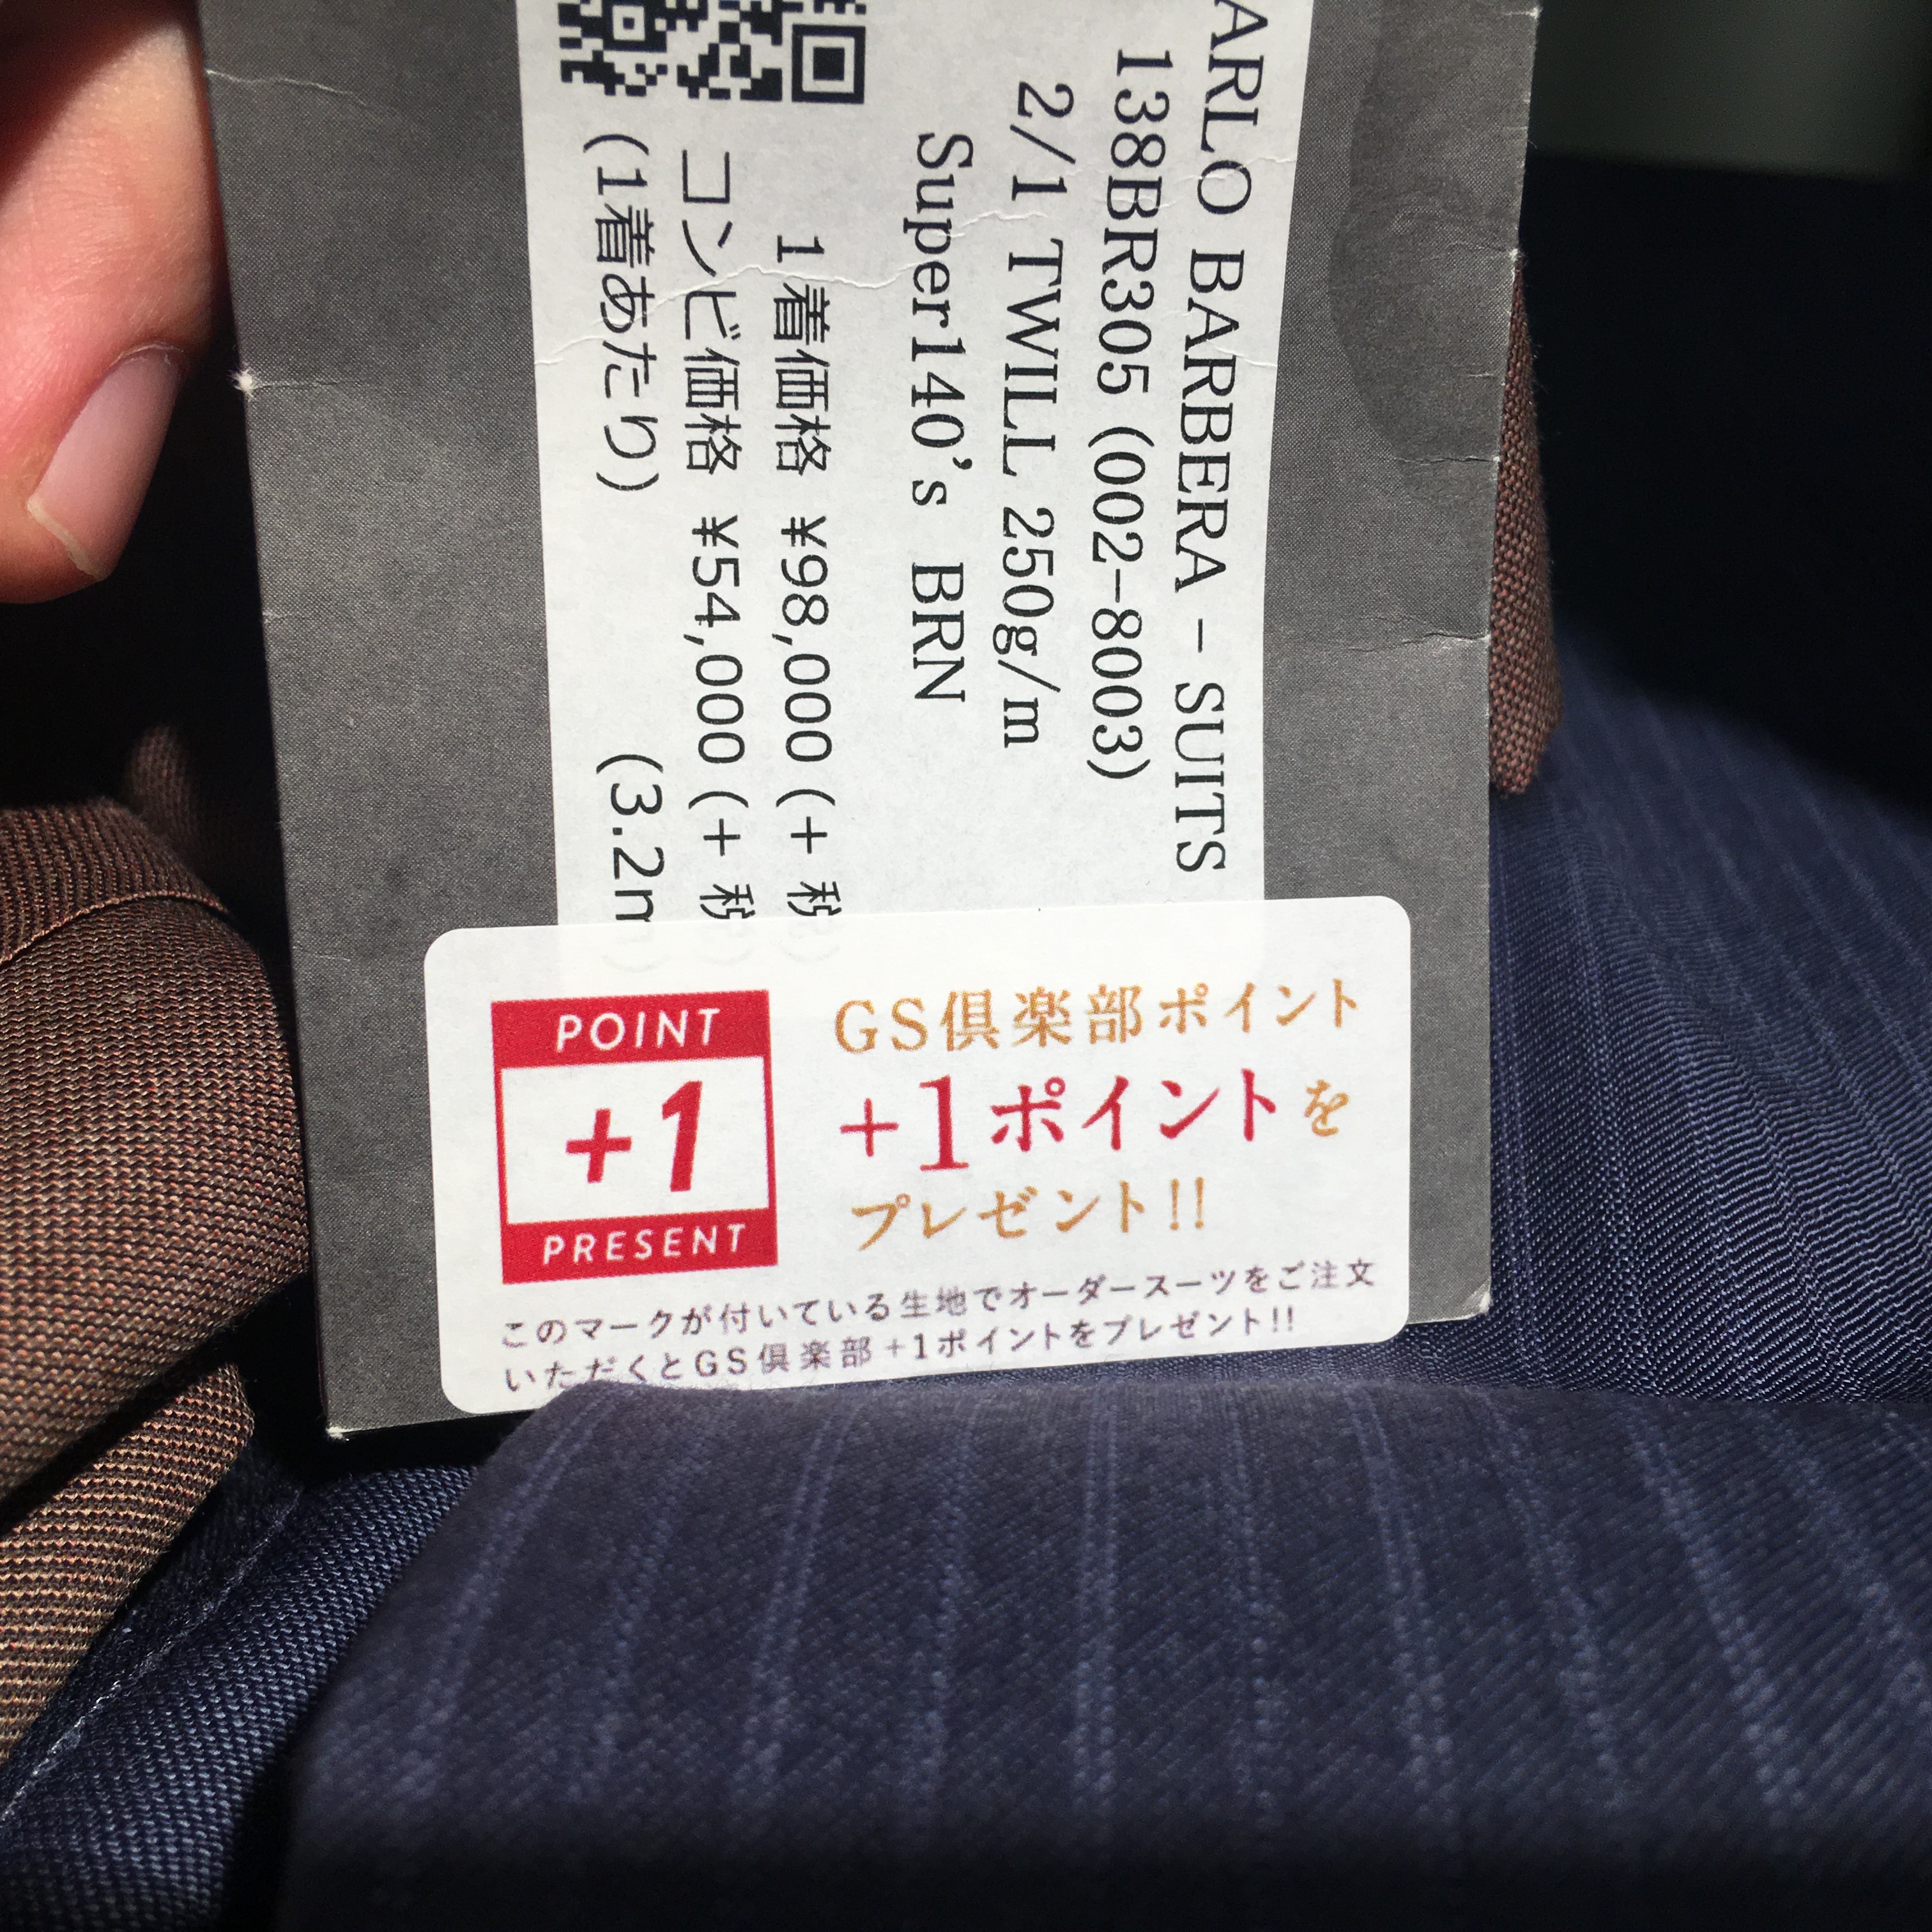 ARLO BARBERA - SUITS
138BR305 (002-8003)
2/1 TWILL 250g/m
Super140's BRN
1着価格 ¥98,000 (+ 税)
コンビ価格 ¥54,000 (+ 税)
(1着あたり) (3.2m)
POINT
+1
PRESENT
GS倶楽部ポイント
+1ポイントを
プレゼント!!
このマークが付いている生地でオーダースーツをご注文
いただくとGS倶楽部+1ポイントをプレゼント!!